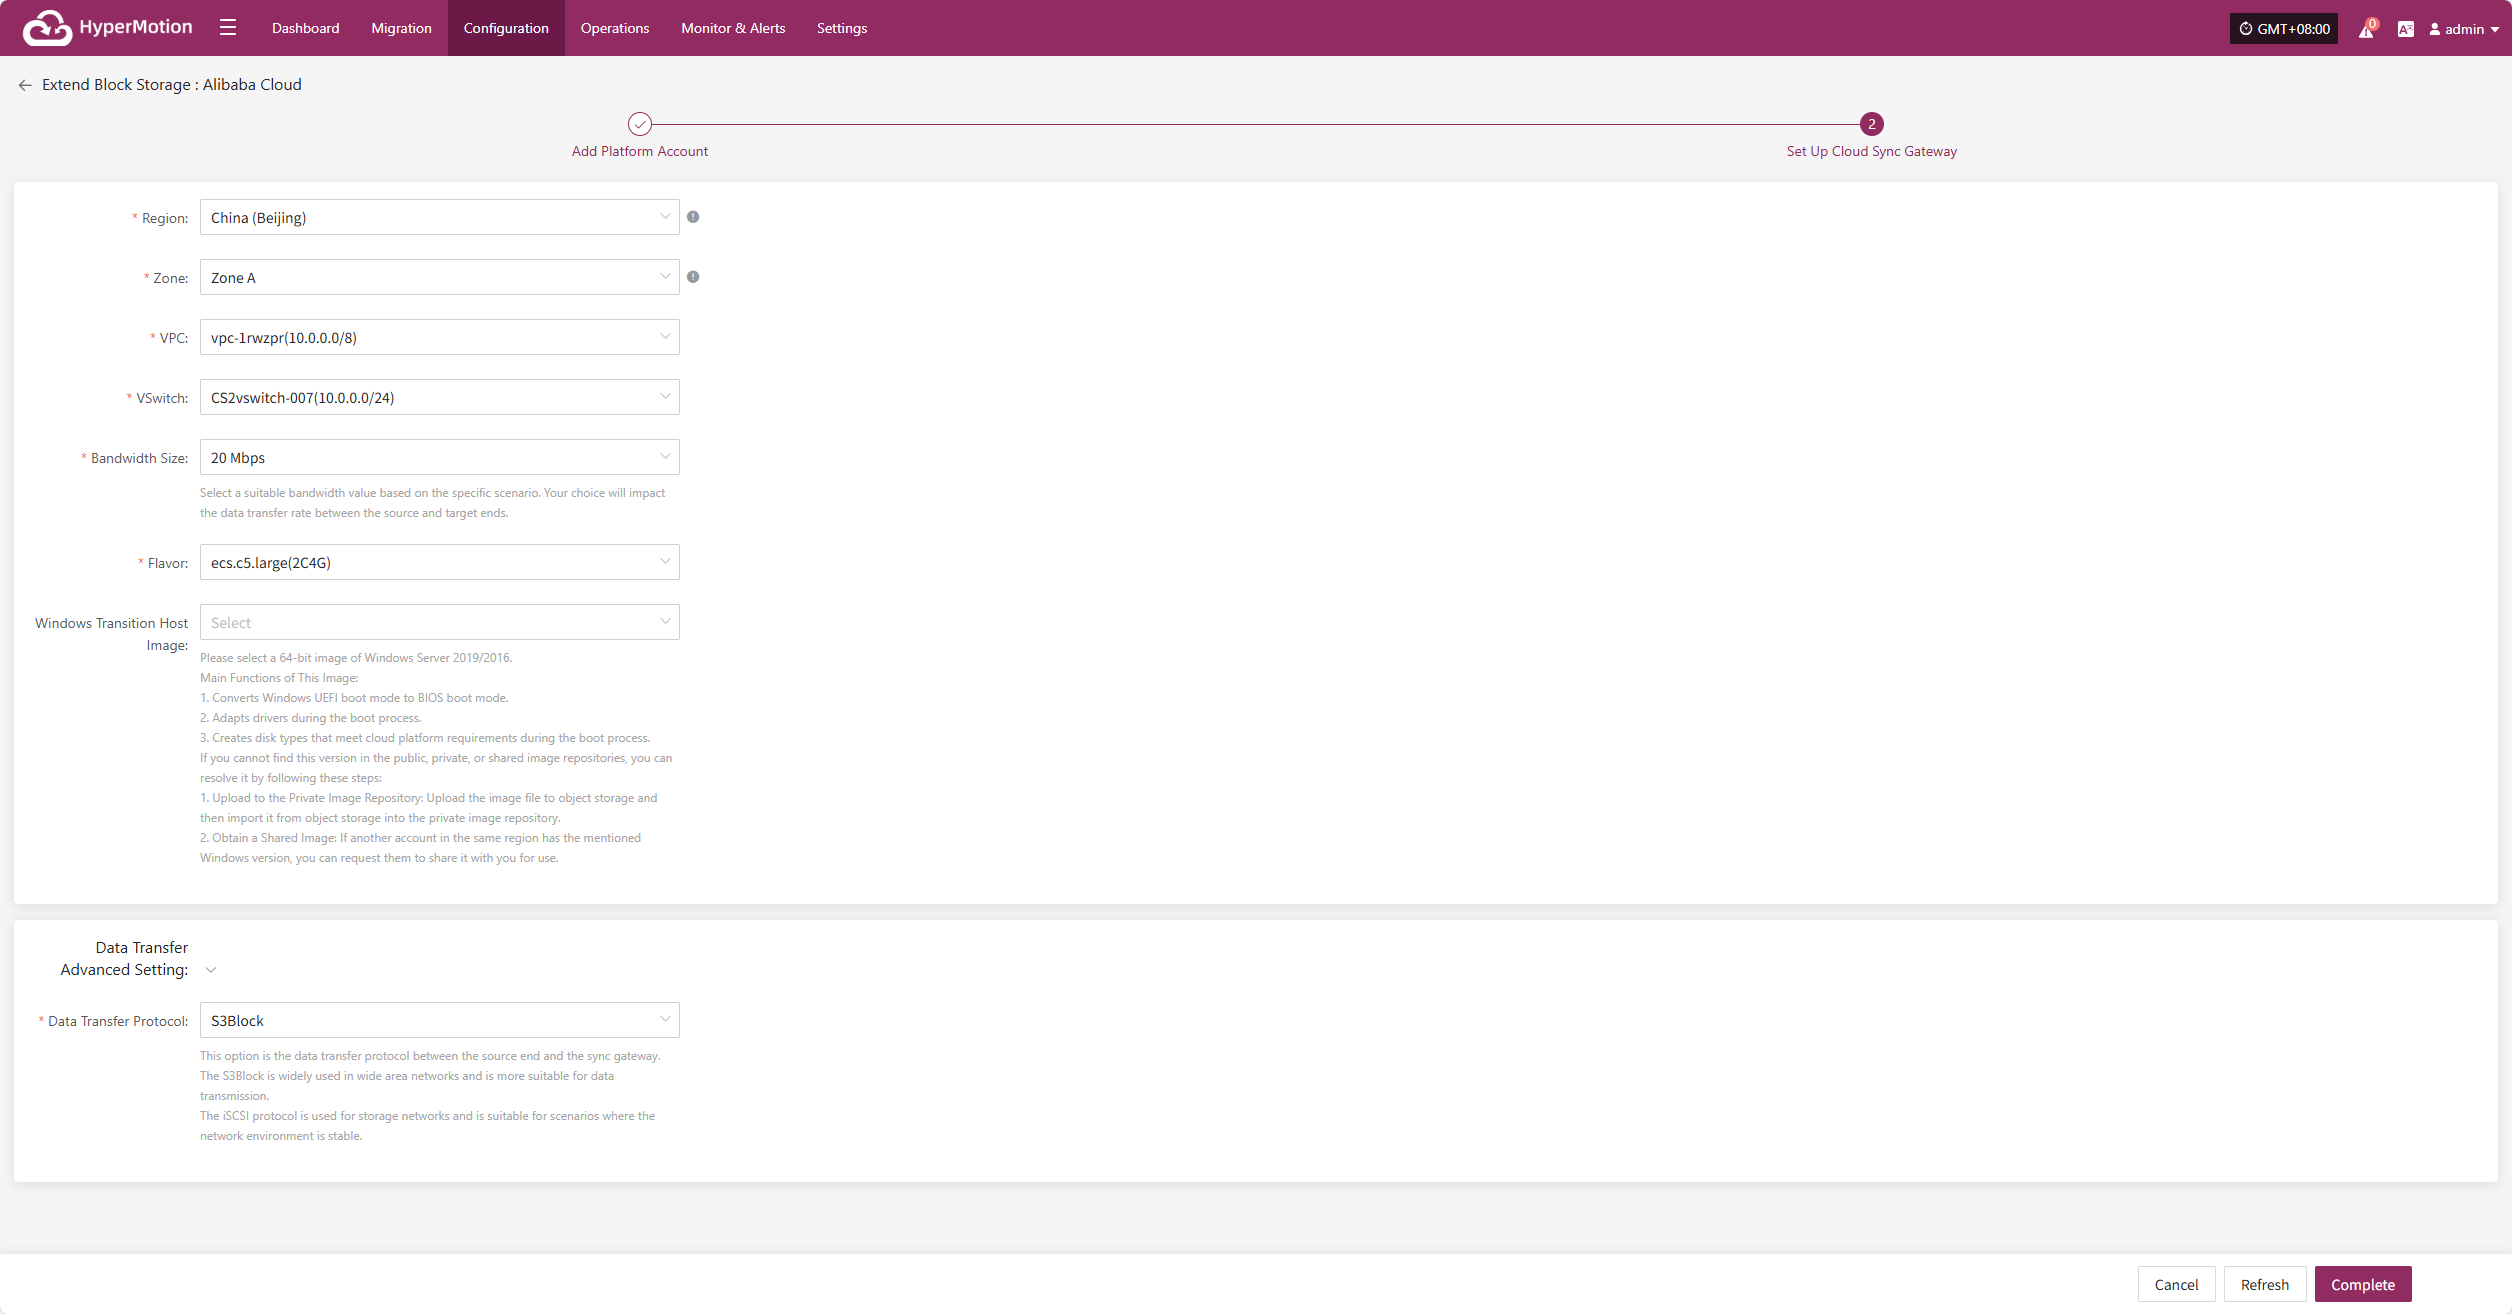 HyperMotion
Dashboard
Migration
Configuration
Operations
Monitor & Alerts
Settings
GMT+08:00
0
admin
Extend Block Storage : Alibaba Cloud
2
Add Platform Account
Set Up Cloud Sync Gateway
* Region:
China (Beijing)
* Zone:
Zone A
* VPC:
vpc-1rwzpr(10.0.0.0/8)
* VSwitch:
CS2vswitch-007(10.0.0.0/24)
* Bandwidth Size:
20 Mbps
Select a suitable bandwidth value based on the specific scenario. Your choice will impact
the data transfer rate between the source and target ends.
* Flavor:
ecs.c5.large(2C4G)
Windows Transition Host
Image:
Select
Please select a 64-bit image of Windows Server 2019/2016.
Main Functions of This Image:
1. Converts Windows UEFI boot mode to BIOS boot mode.
2. Adapts drivers during the boot process.
3. Creates disk types that meet cloud platform requirements during the boot process.
If you cannot find this version in the public, private, or shared image repositories, you can
resolve it by following these steps:
1. Upload to the Private Image Repository: Upload the image file to object storage and
then import it from object storage into the private image repository.
2. Obtain a Shared Image: If another account in the same region has the mentioned
Windows version, you can request them to share it with you for use.
Data Transfer
Advanced Setting:
* Data Transfer Protocol:
S3Block
This option is the data transfer protocol between the source end and the sync gateway.
The S3Block is widely used in wide area networks and is more suitable for data
transmission.
The iSCSI protocol is used for storage networks and is suitable for scenarios where the
network environment is stable.
Cancel
Refresh
Complete